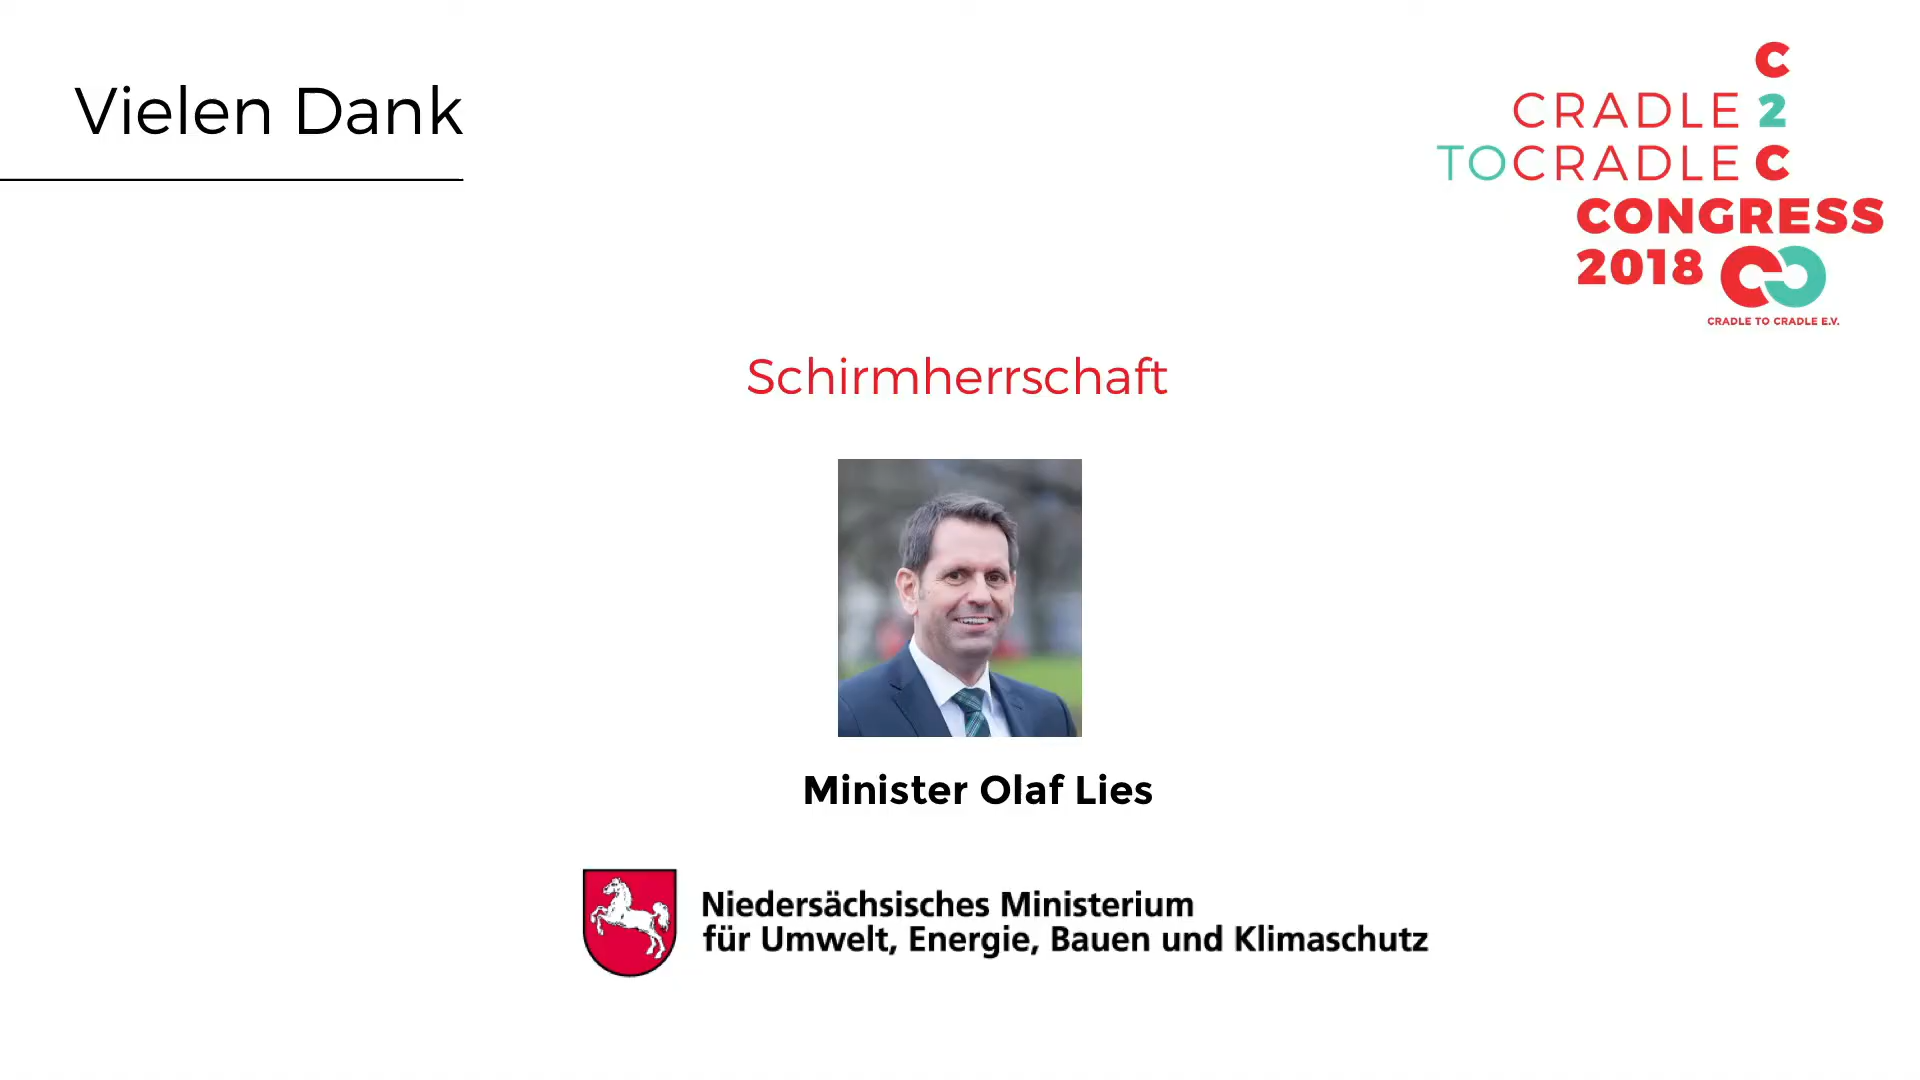 Vielen Dank
C
CRADLE 2
TOCRADLE C
CONGRESS
2018
CRADLE TO CRADLE E.V.
Schirmherrschaft
Minister Olaf Lies
Niedersächsisches Ministerium
für Umwelt, Energie, Bauen und Klimaschutz